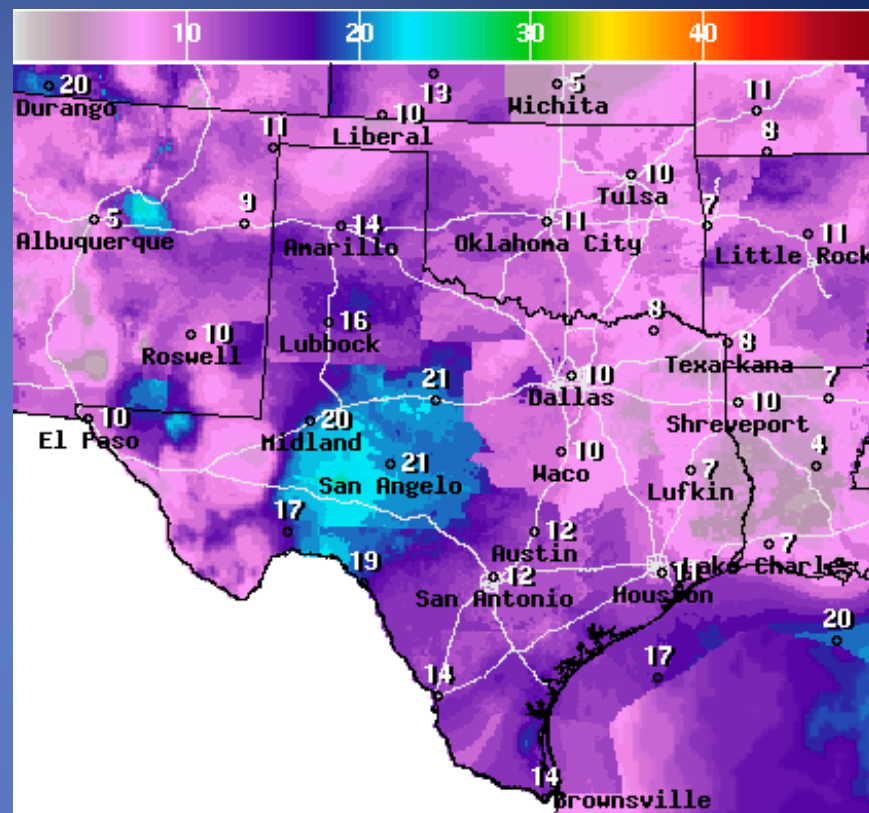 10 20 30 40
20 Durango
13
5 Wichita
10 Liberal
11
11
8
10 Tulsa
5 Albuquerque
9
14 Amarillo
11 Oklahoma City
7
11 Little Rock
10 Roswell
16 Lubbock
8
8 Texarkana
10 El Paso
20 Midland
21
10 Dallas
10 Shreveport
7
21 San Angelo
10 Waco
7 Lufkin
4
17
12 Austin
7 Lake Charles
19
12 San Antonio
11 Houston
20
14
17
14 Brownsville